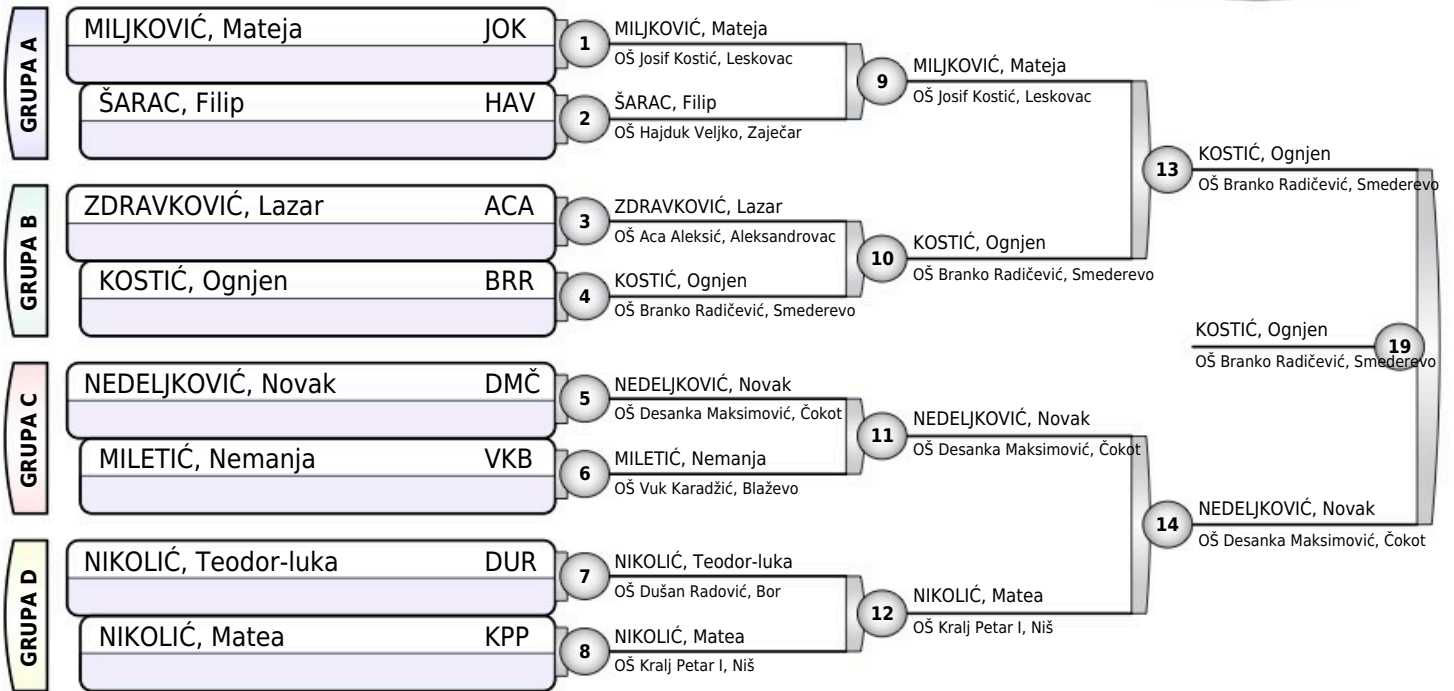 GRUPA A
MILJKOVIĆ, Mateja JOK
ŠARAC, Filip HAV
GRUPA B
ZDRAVKOVIĆ, Lazar ACA
KOSTIĆ, Ognjen BRR
GRUPA C
NEDELJKOVIĆ, Novak DMČ
MILETIĆ, Nemanja VKB
GRUPA D
NIKOLIĆ, Teodor-luka DUR
NIKOLIĆ, Matea KPP
1
MILJKOVIĆ, Mateja
OŠ Josif Kostić, Leskovac
2
ŠARAC, Filip
OŠ Hajduk Veljko, Zaječar
3
ZDRAVKOVIĆ, Lazar
OŠ Aca Aleksić, Aleksandrovac
4
KOSTIĆ, Ognjen
OŠ Branko Radičević, Smederevo
5
NEDELJKOVIĆ, Novak
OŠ Desanka Maksimović, Čokot
6
MILETIĆ, Nemanja
OŠ Vuk Karadžić, Blaževo
7
NIKOLIĆ, Teodor-luka
OŠ Dušan Radović, Bor
8
NIKOLIĆ, Matea
OŠ Kralj Petar I, Niš
9
MILJKOVIĆ, Mateja
OŠ Josif Kostić, Leskovac
10
KOSTIĆ, Ognjen
OŠ Branko Radičević, Smederevo
11
NEDELJKOVIĆ, Novak
OŠ Desanka Maksimović, Čokot
12
NIKOLIĆ, Matea
OŠ Kralj Petar I, Niš
13
KOSTIĆ, Ognjen
OŠ Branko Radičević, Smederevo
14
NEDELJKOVIĆ, Novak
OŠ Desanka Maksimović, Čokot
KOSTIĆ, Ognjen
19
OŠ Branko Radičević, Smederevo